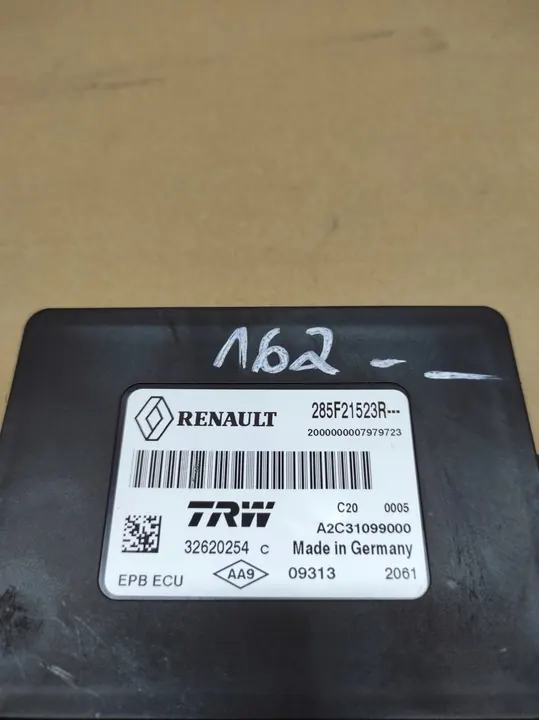 162 - _
RENAULT 285F21523R---
2000000007979723
TRW C20 0005
A2C31099000
32620254 C Made in Germany
EPB ECU AA9 09313 2061